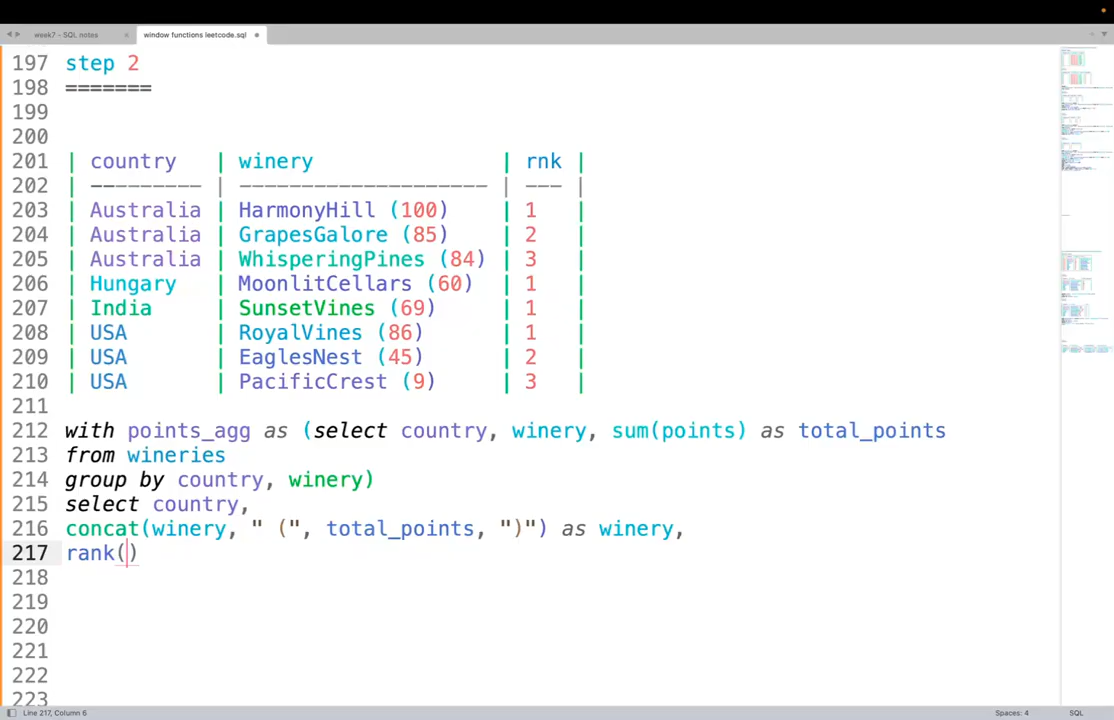 week7 - SQL notes × window functions leetcode.sql
197 step 2
198 =======
199
200
201 | country | winery | rnk |
202 | --------- | -------------------- | --- |
203 | Australia | HarmonyHill (100) | 1 |
204 | Australia | GrapesGalore (85) | 2 |
205 | Australia | WhisperingPines (84) | 3 |
206 | Hungary | MoonlitCellars (60) | 1 |
207 | India | SunsetVines (69) | 1 |
208 | USA | RoyalVines (86) | 1 |
209 | USA | EaglesNest (45) | 2 |
210 | USA | PacificCrest (9) | 3 |
211
212 with points_agg as (select country, winery, sum(points) as total_points
213 from wineries
214 group by country, winery)
215 select country,
216 concat(winery, " (", total_points, ")") as winery,
217 rank()
218
219
220
221
222
223
Line 217, Column 6 Spaces: 4 SQL